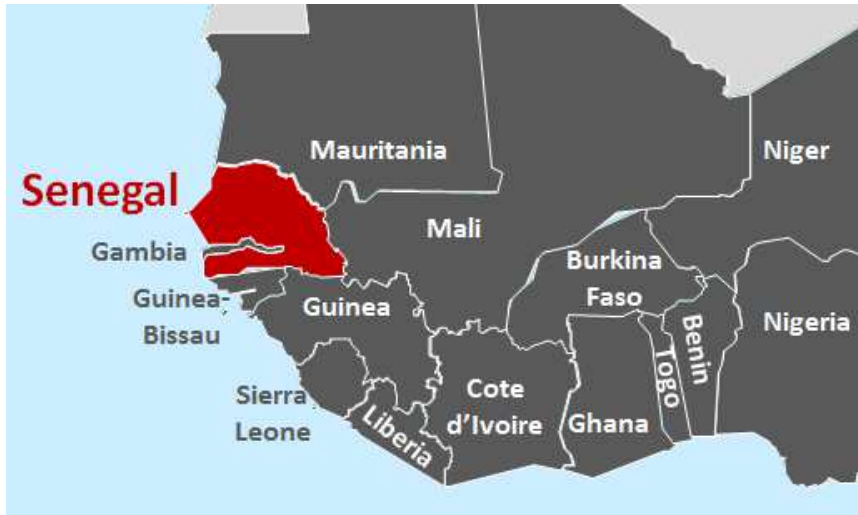 Mauritania
Niger
Senegal
Mali
Gambia
Burkina
Faso
Guinea-
Bissau
Guinea
Nigeria
Benin
Togo
Sierra
Leone
Liberia
Cote
d'Ivoire
Ghana